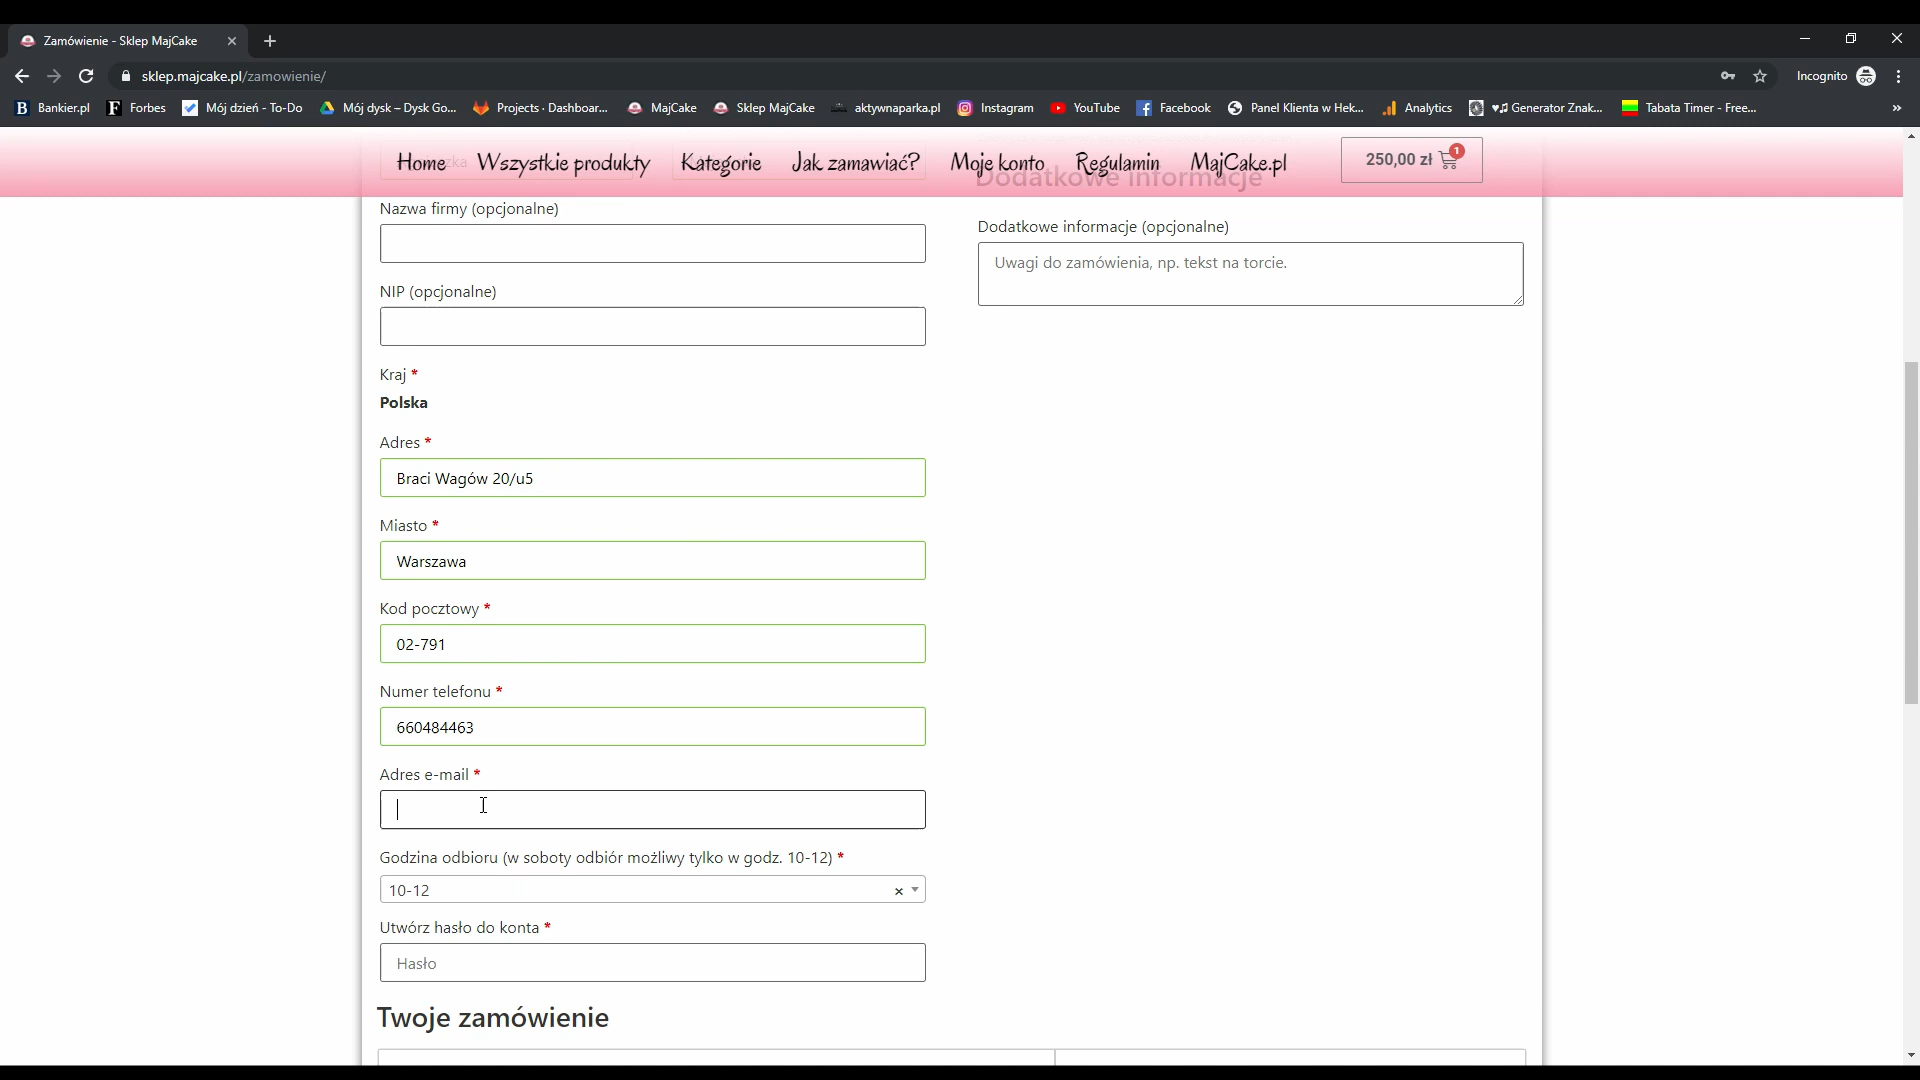 Zamówienie - Sklep MajCake
sklep.majcake.pl/zamowienie/
Incognito
Bankier.pl
Forbes
Mój dzień - To-Do
Mój dysk – Dysk Go...
Projects · Dashboar...
MajCake
Sklep MajCake
aktywnaparka.pl
Instagram
YouTube
Facebook
Panel Klienta w Hek...
Analytics
♥♫ Generator Znak...
Tabata Timer - Free...
»
Home
Wszystkie produkty
Kategorie
Jak zamawiać?
Moje konto
Regulamin
MajCake.pl
250,00 zł
1
Dodatkowe informacje
Nazwa firmy (opcjonalne)
NIP (opcjonalne)
Kraj *
Polska
Adres *
Braci Wagów 20/u5
Miasto *
Warszawa
Kod pocztowy *
02-791
Numer telefonu *
660484463
Adres e-mail *
Godzina odbioru (w soboty odbiór możliwy tylko w godz. 10-12) *
10-12
×
Utwórz hasło do konta *
Hasło
Dodatkowe informacje (opcjonalne)
Uwagi do zamówienia, np. tekst na torcie.
Twoje zamówienie